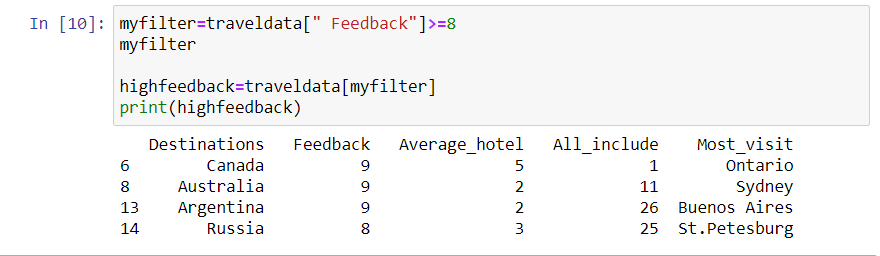 In [10]: myfilter=traveldata[" Feedback"]>=8
myfilter
highfeedback=traveldata[myfilter]
print(highfeedback)
Destinations Feedback Average_hotel All_include Most_visit
6 Canada 9 5 1 Ontario
8 Australia 9 2 11 Sydney
13 Argentina 9 2 26 Buenos Aires
14 Russia 8 3 25 St.Petesburg